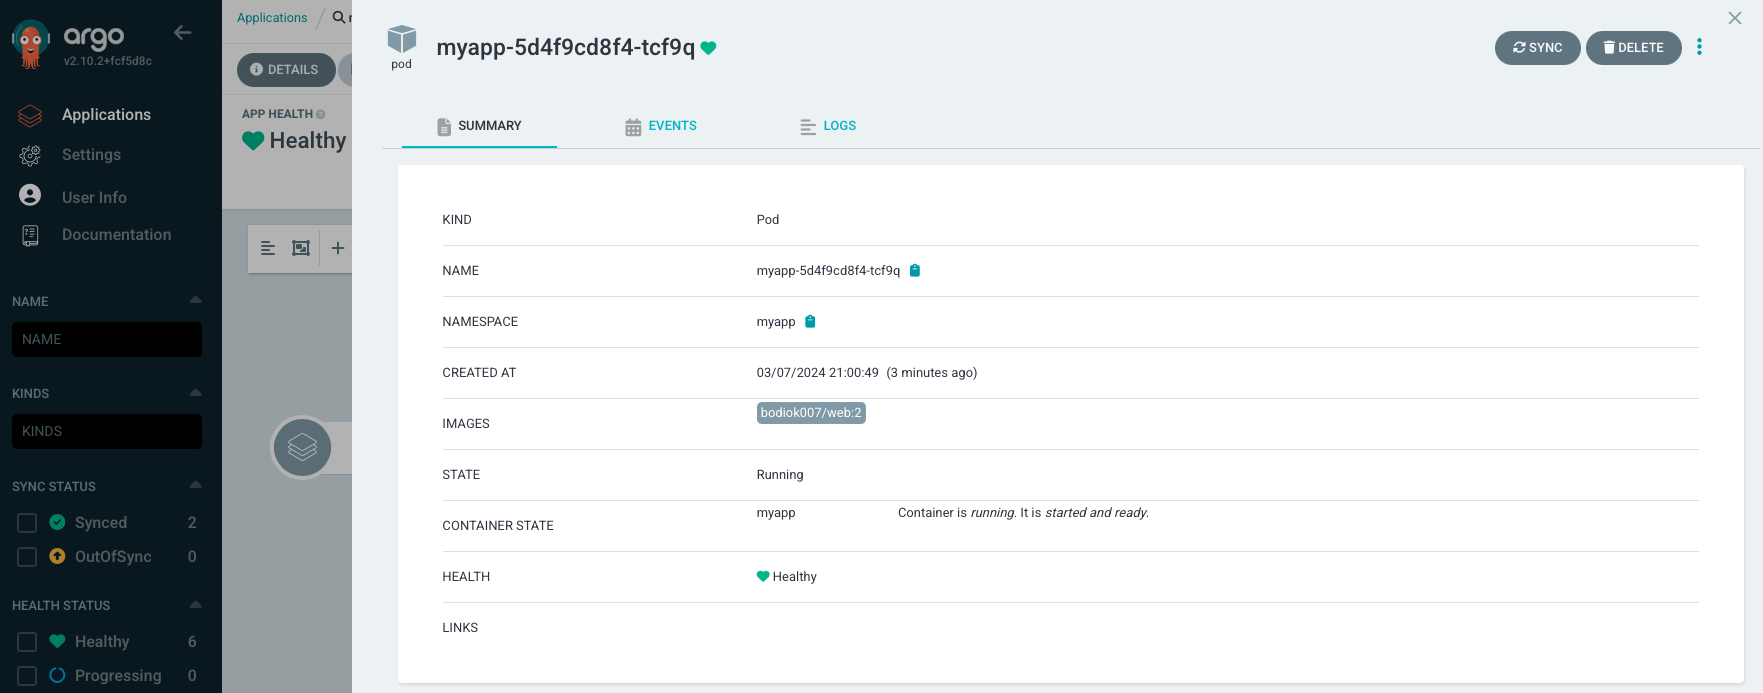 argo
v2.10.2+fcf5d8c
Applications
Settings
User Info
Documentation
NAME
NAME
KINDS
KINDS
SYNC STATUS
Synced 2
OutOfSync 0
HEALTH STATUS
Healthy 6
Progressing 0
Applications
DETAILS
APP HEALTH
Healthy
pod
myapp-5d4f9cd8f4-tcf9q
SYNC
DELETE
SUMMARY
EVENTS
LOGS
KIND Pod
NAME myapp-5d4f9cd8f4-tcf9q
NAMESPACE myapp
CREATED AT 03/07/2024 21:00:49 (3 minutes ago)
IMAGES bodiok007/web:2
STATE Running
CONTAINER STATE myapp Container is running. It is started and ready.
HEALTH Healthy
LINKS